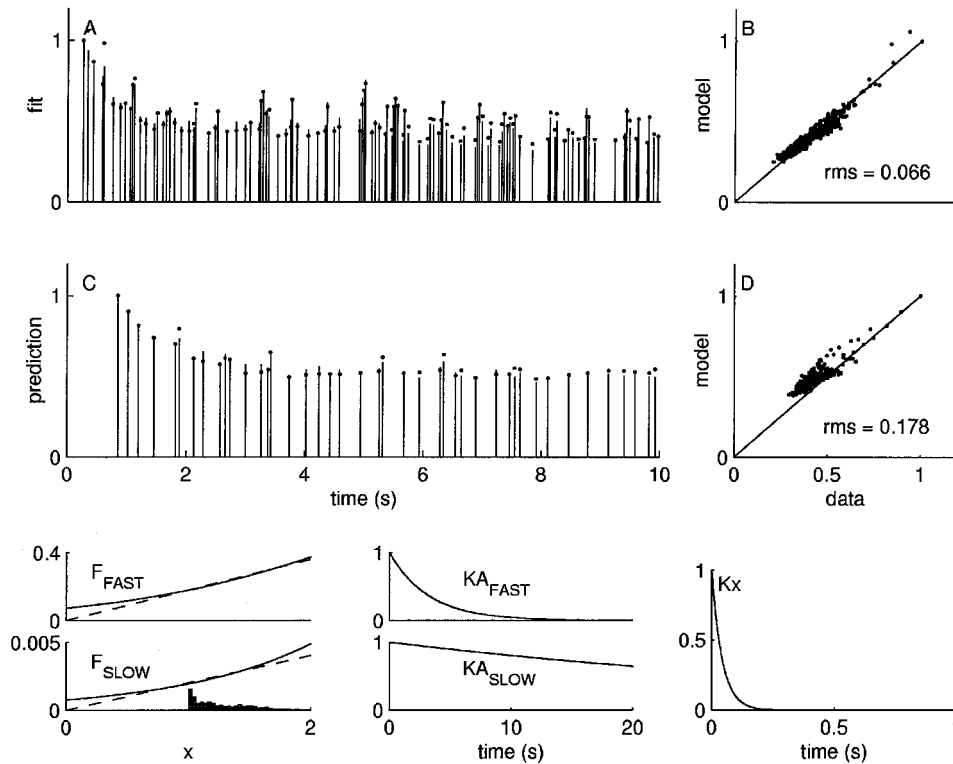 A
1
fit
0
B
1
model
0
rms = 0.066
C
1
prediction
0
0 2 4 6 8 10
time (s)
D
1
model
0
rms = 0.178
0 0.5 1
data
0.4
F FAST
0
0.005
F SLOW
0
0 2
x
1
KA FAST
0
1
KA SLOW
0
0 10 20
time (s)
1
Kx
0.5
0
0 0.5 1
time (s)